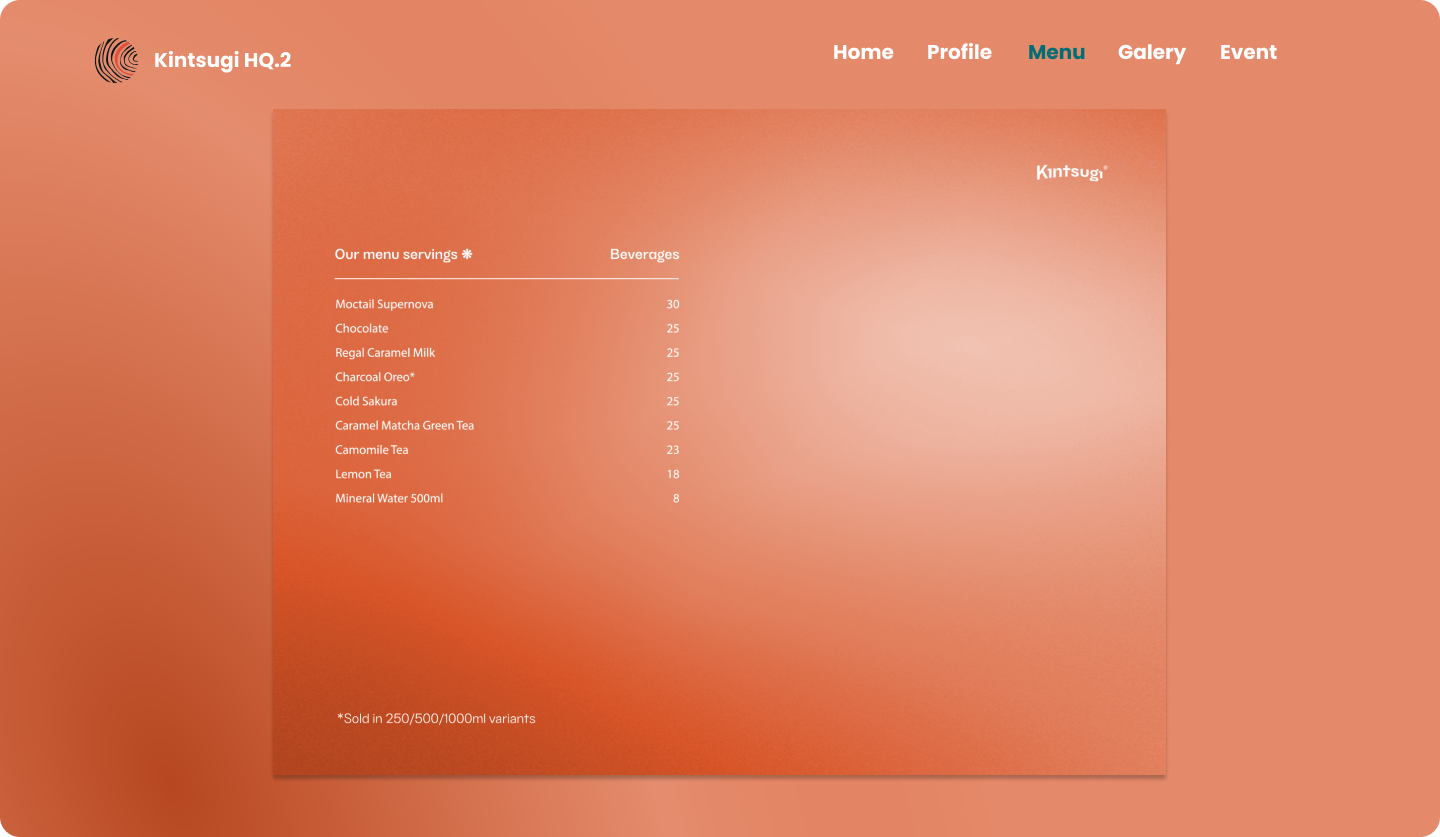 Kintsugi HQ.2
Home Profile Menu Galery Event
Kintsugi®
Our menu servings ❋ Beverages
Moctail Supernova 30
Chocolate 25
Regal Caramel Milk 25
Charcoal Oreo* 25
Cold Sakura 25
Caramel Matcha Green Tea 25
Camomile Tea 23
Lemon Tea 18
Mineral Water 500ml 8
*Sold in 250/500/1000ml variants